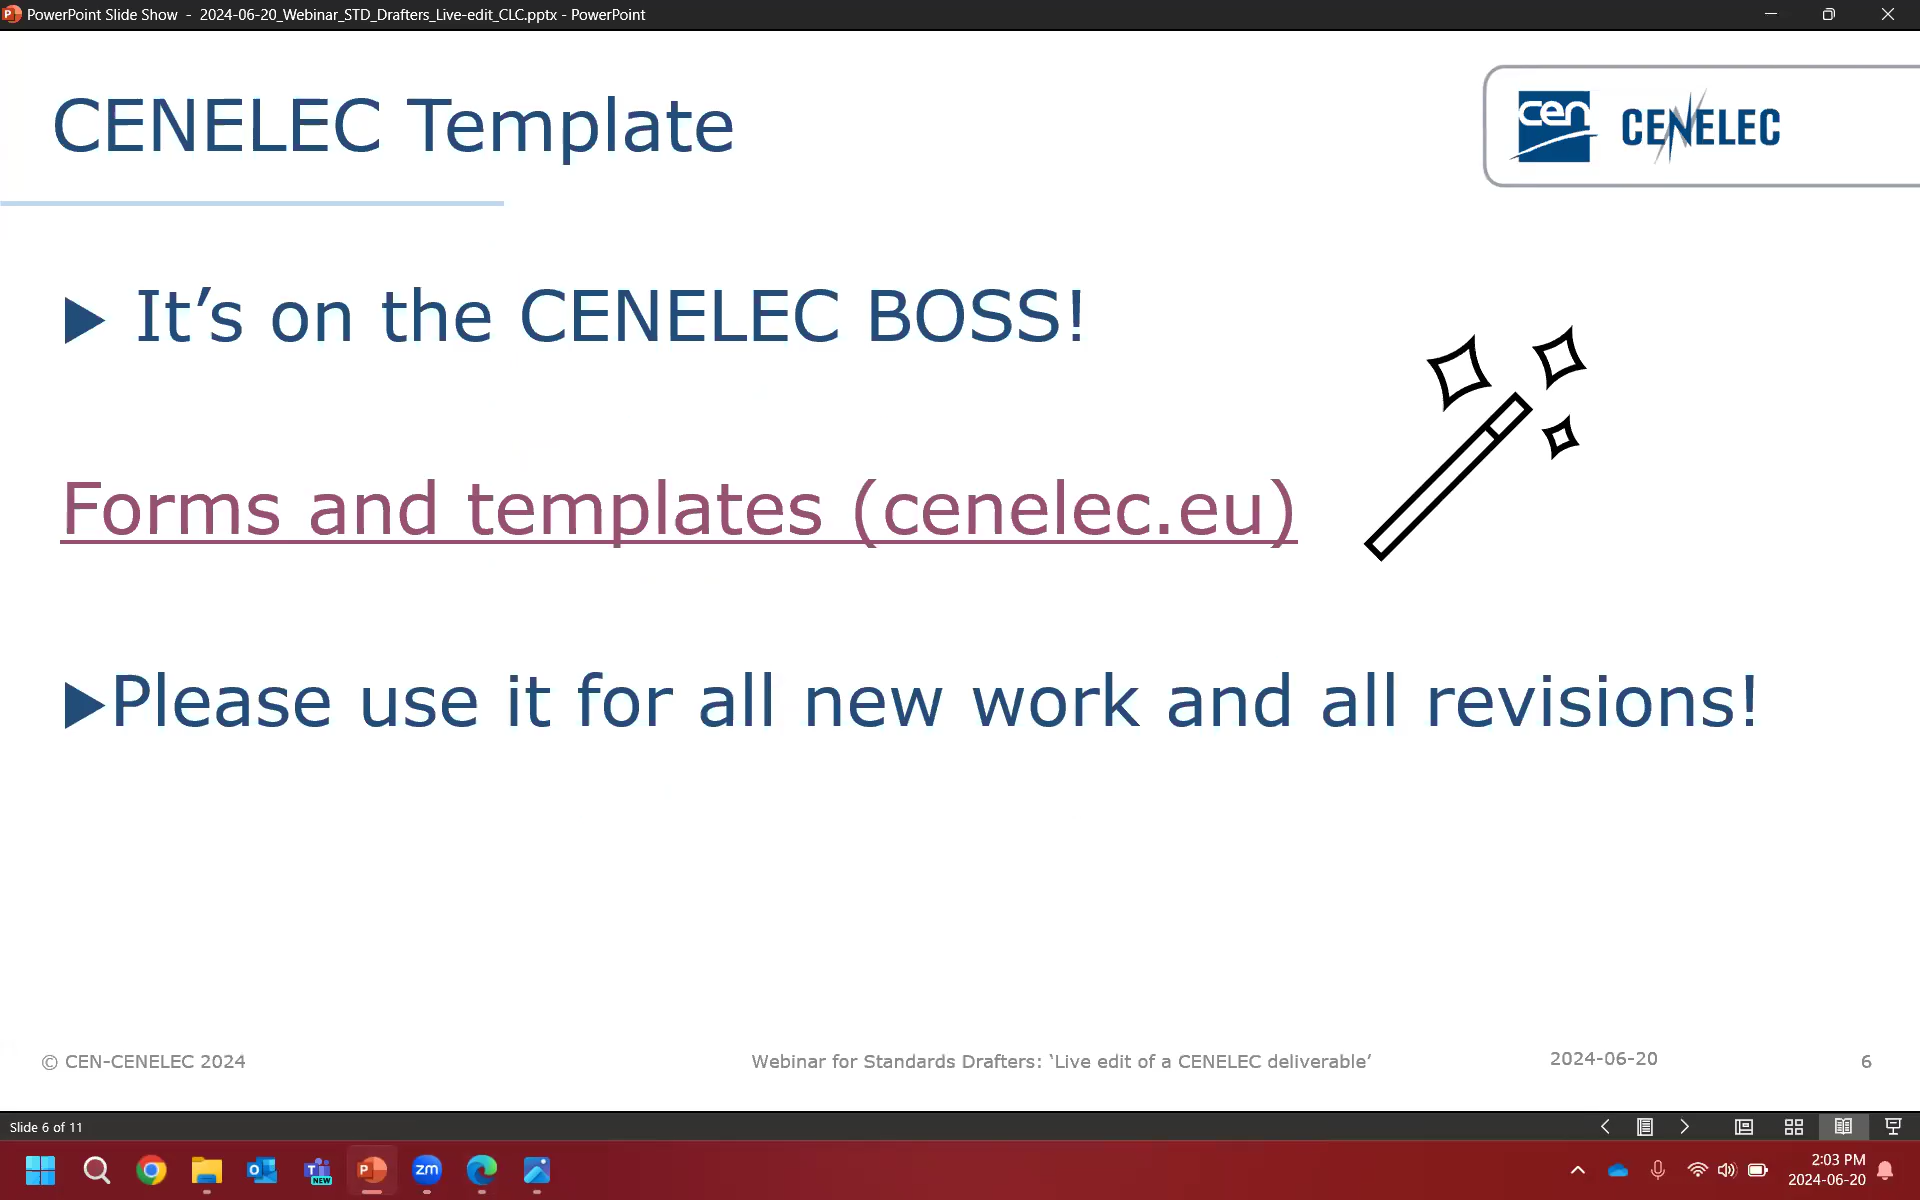 PowerPoint Slide Show - 2024-06-20_Webinar_STD_Drafters_Live-edit_CLC.pptx - PowerPoint
CENELEC Template
cen CENELEC
It’s on the CENELEC BOSS!
Forms and templates (cenelec.eu)
Please use it for all new work and all revisions!
© CEN-CENELEC 2024
Webinar for Standards Drafters: ‘Live edit of a CENELEC deliverable’
2024-06-20
6
Slide 6 of 11
NEW
zm
2:03 PM
2024-06-20